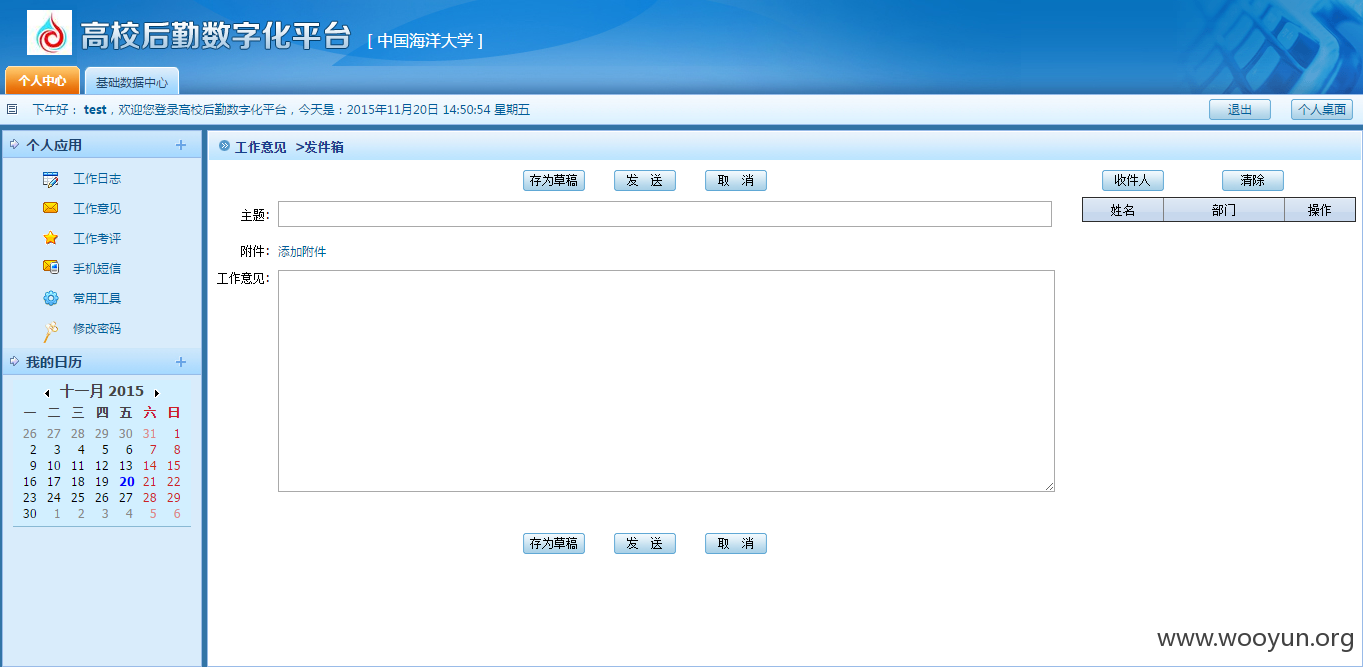 高校后勤数字化平台 [ 中国海洋大学 ]
个人中心 基础数据中心
下午好： test，欢迎您登录高校后勤数字化平台，今天是：2015年11月20日 14:50:54 星期五 退出 个人桌面
个人应用
工作日志
工作意见
工作考评
手机短信
常用工具
修改密码
我的日历
十一月 2015
一 二 三 四 五 六 日
26 27 28 29 30 31 1
2 3 4 5 6 7 8
9 10 11 12 13 14 15
16 17 18 19 20 21 22
23 24 25 26 27 28 29
30 1 2 3 4 5 6
工作意见 >发件箱
存为草稿 发 送 取 消
主题:
附件: 添加附件
工作意见:
存为草稿 发 送 取 消
收件人 清除
姓名 部门 操作
www.wooyun.org